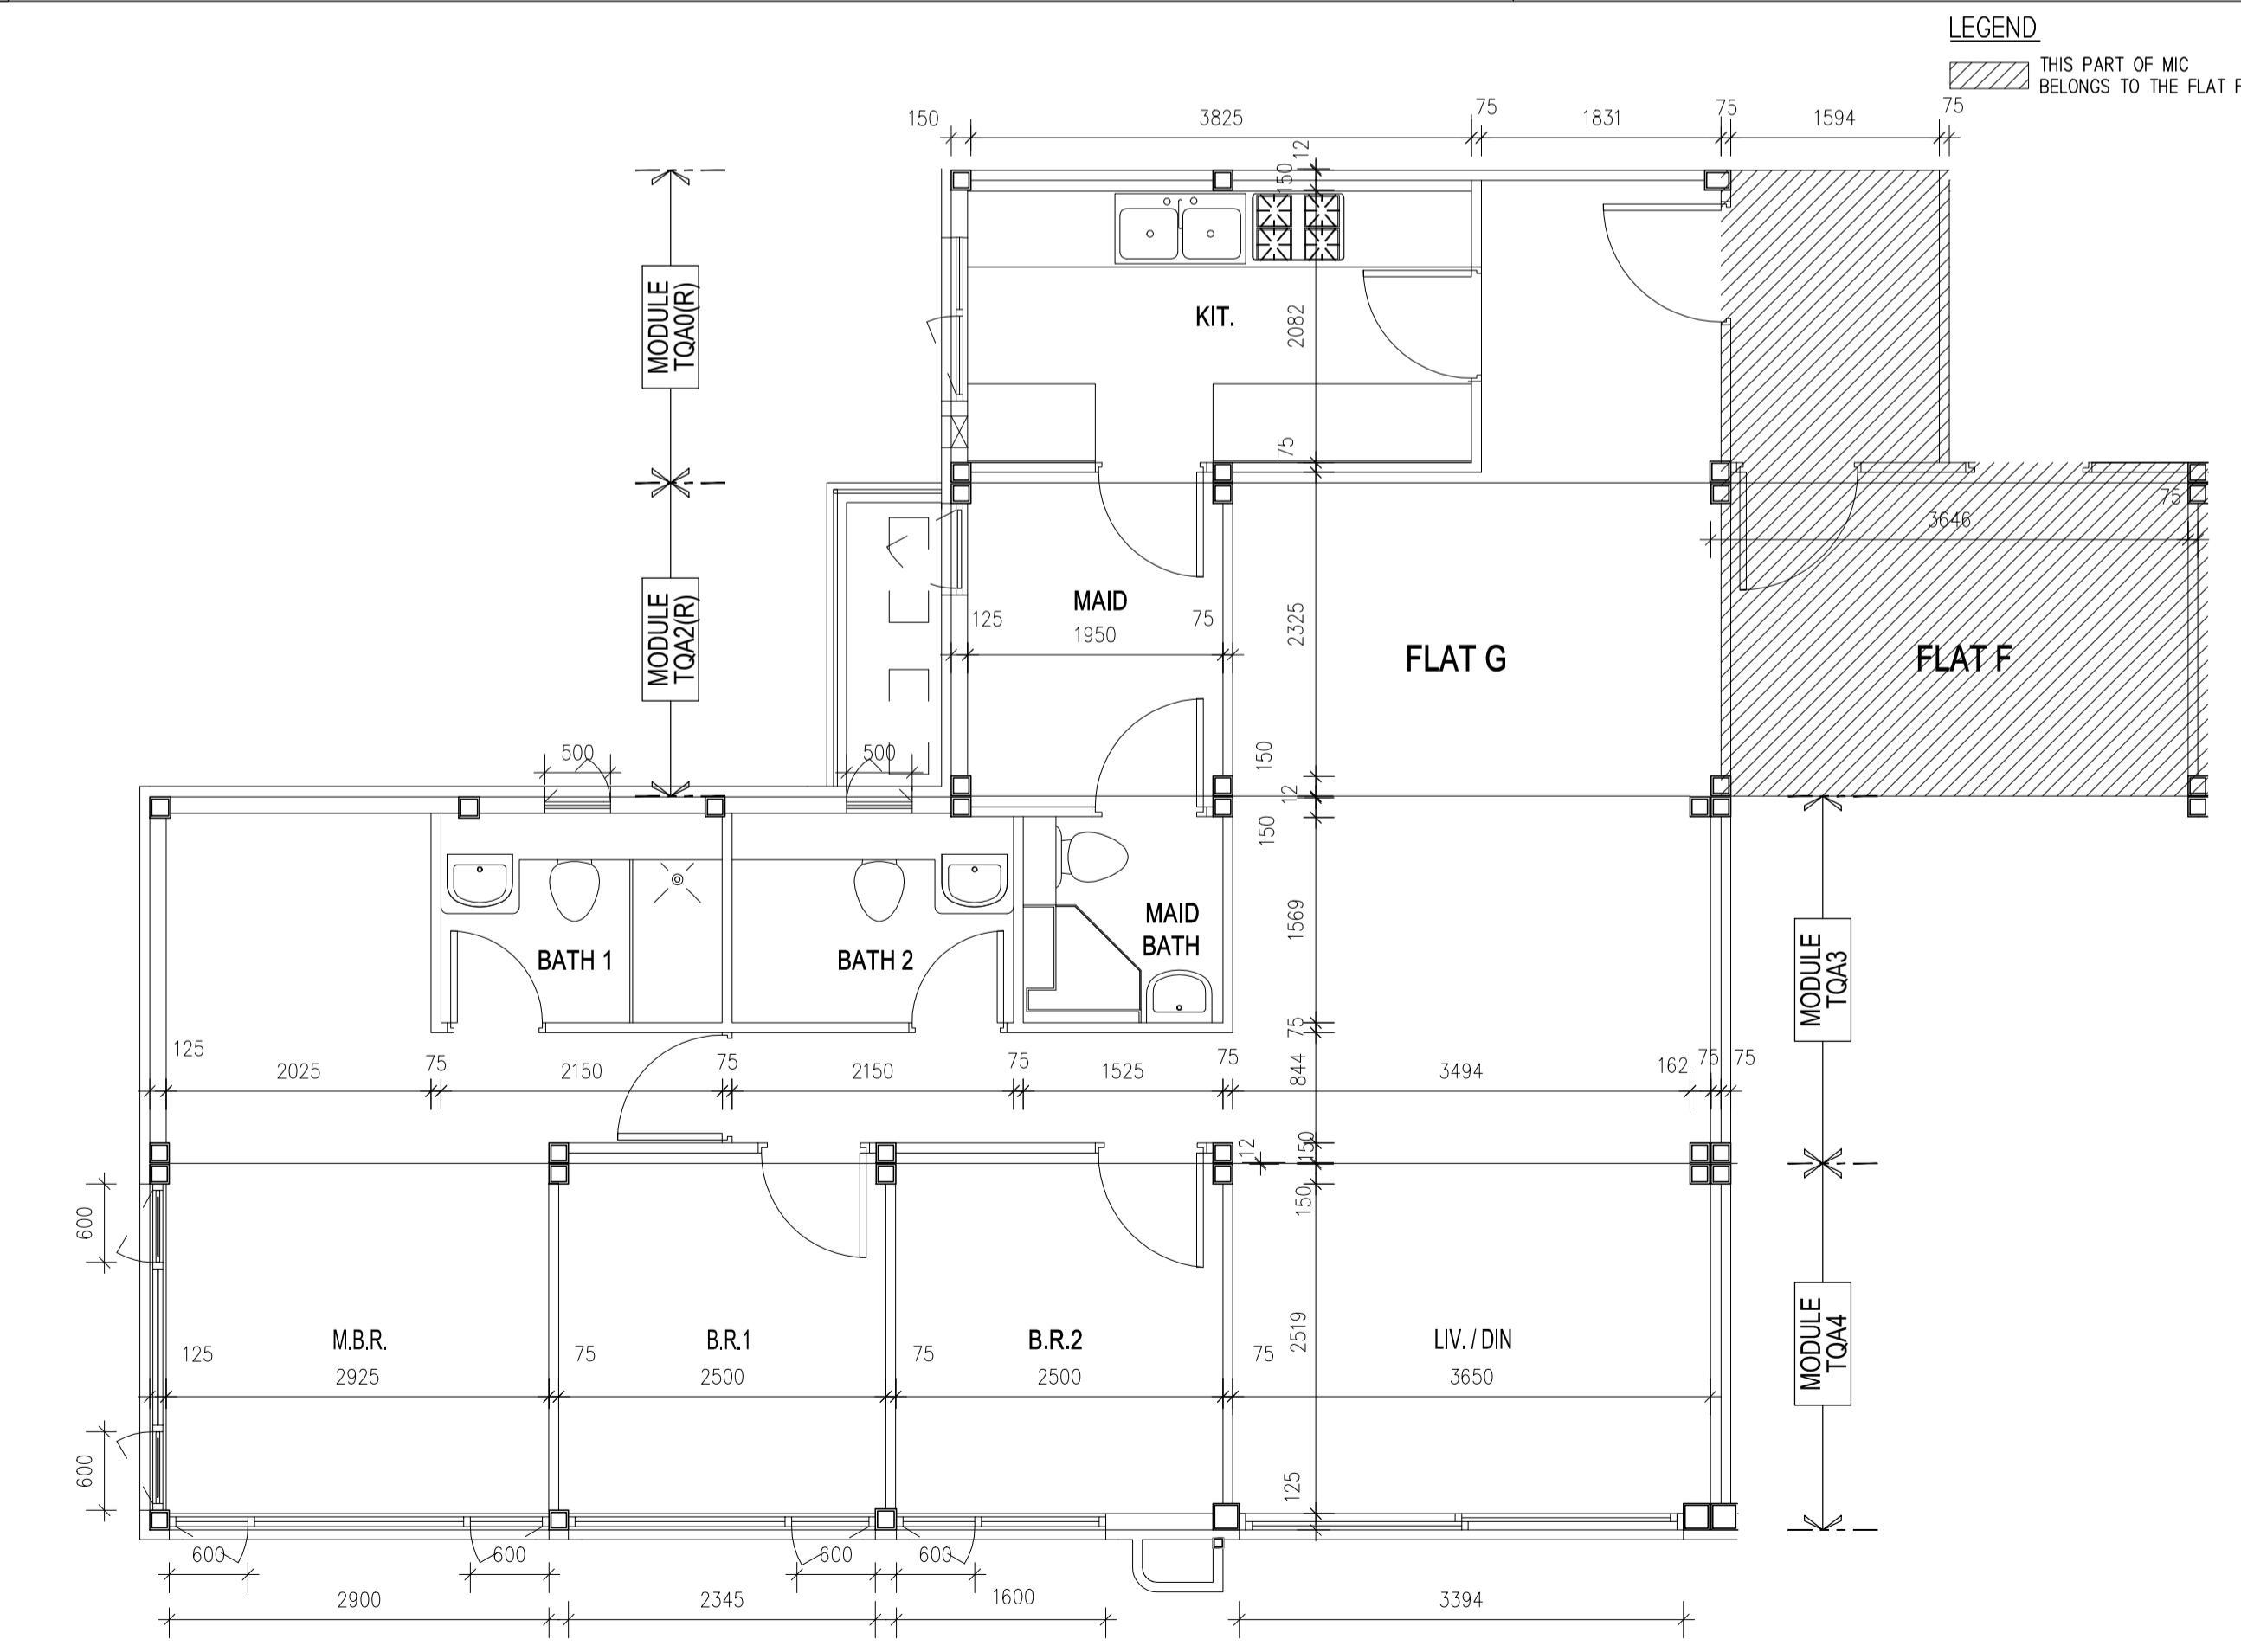 LEGEND
THIS PART OF MIC
BELONGS TO THE FLAT F
150
3825
75
1831
75
1594
75
12
150
MODULE
TQA0(R)
KIT.
2082
75
75
3646
MODULE
TQA2(R)
MAID
125
1950
75
2325
FLAT G
FLAT F
500
500
150
12
150
MAID
BATH
1569
BATH 1
BATH 2
MODULE
TQA3
75
125
2025
75
2150
75
2150
75
1525
75
844
3494
162
75
75
12
150
150
600
M.B.R.
B.R.1
B.R.2
2519
LIV. / DIN
MODULE
TQA4
125
75
75
75
2925
2500
2500
3650
600
125
600
600
600
600
2900
2345
1600
3394